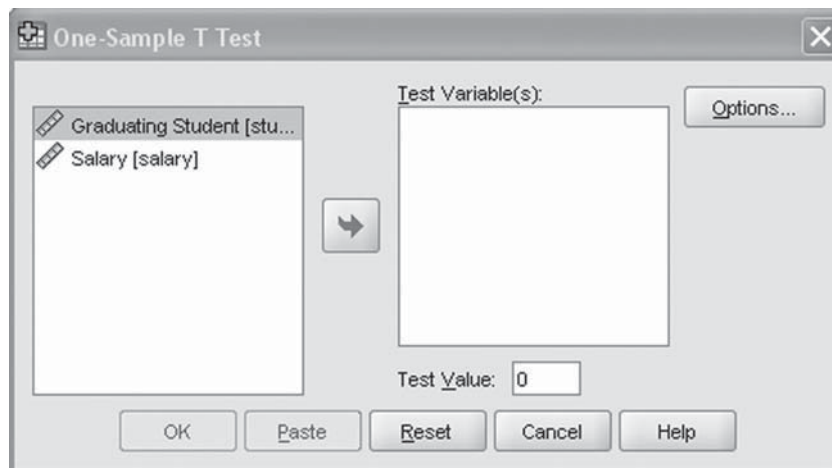 One-Sample T Test
Test Variable(s):
Options...
Graduating Student [stu...
Salary [salary]
Test Value: 0
OK Paste Reset Cancel Help